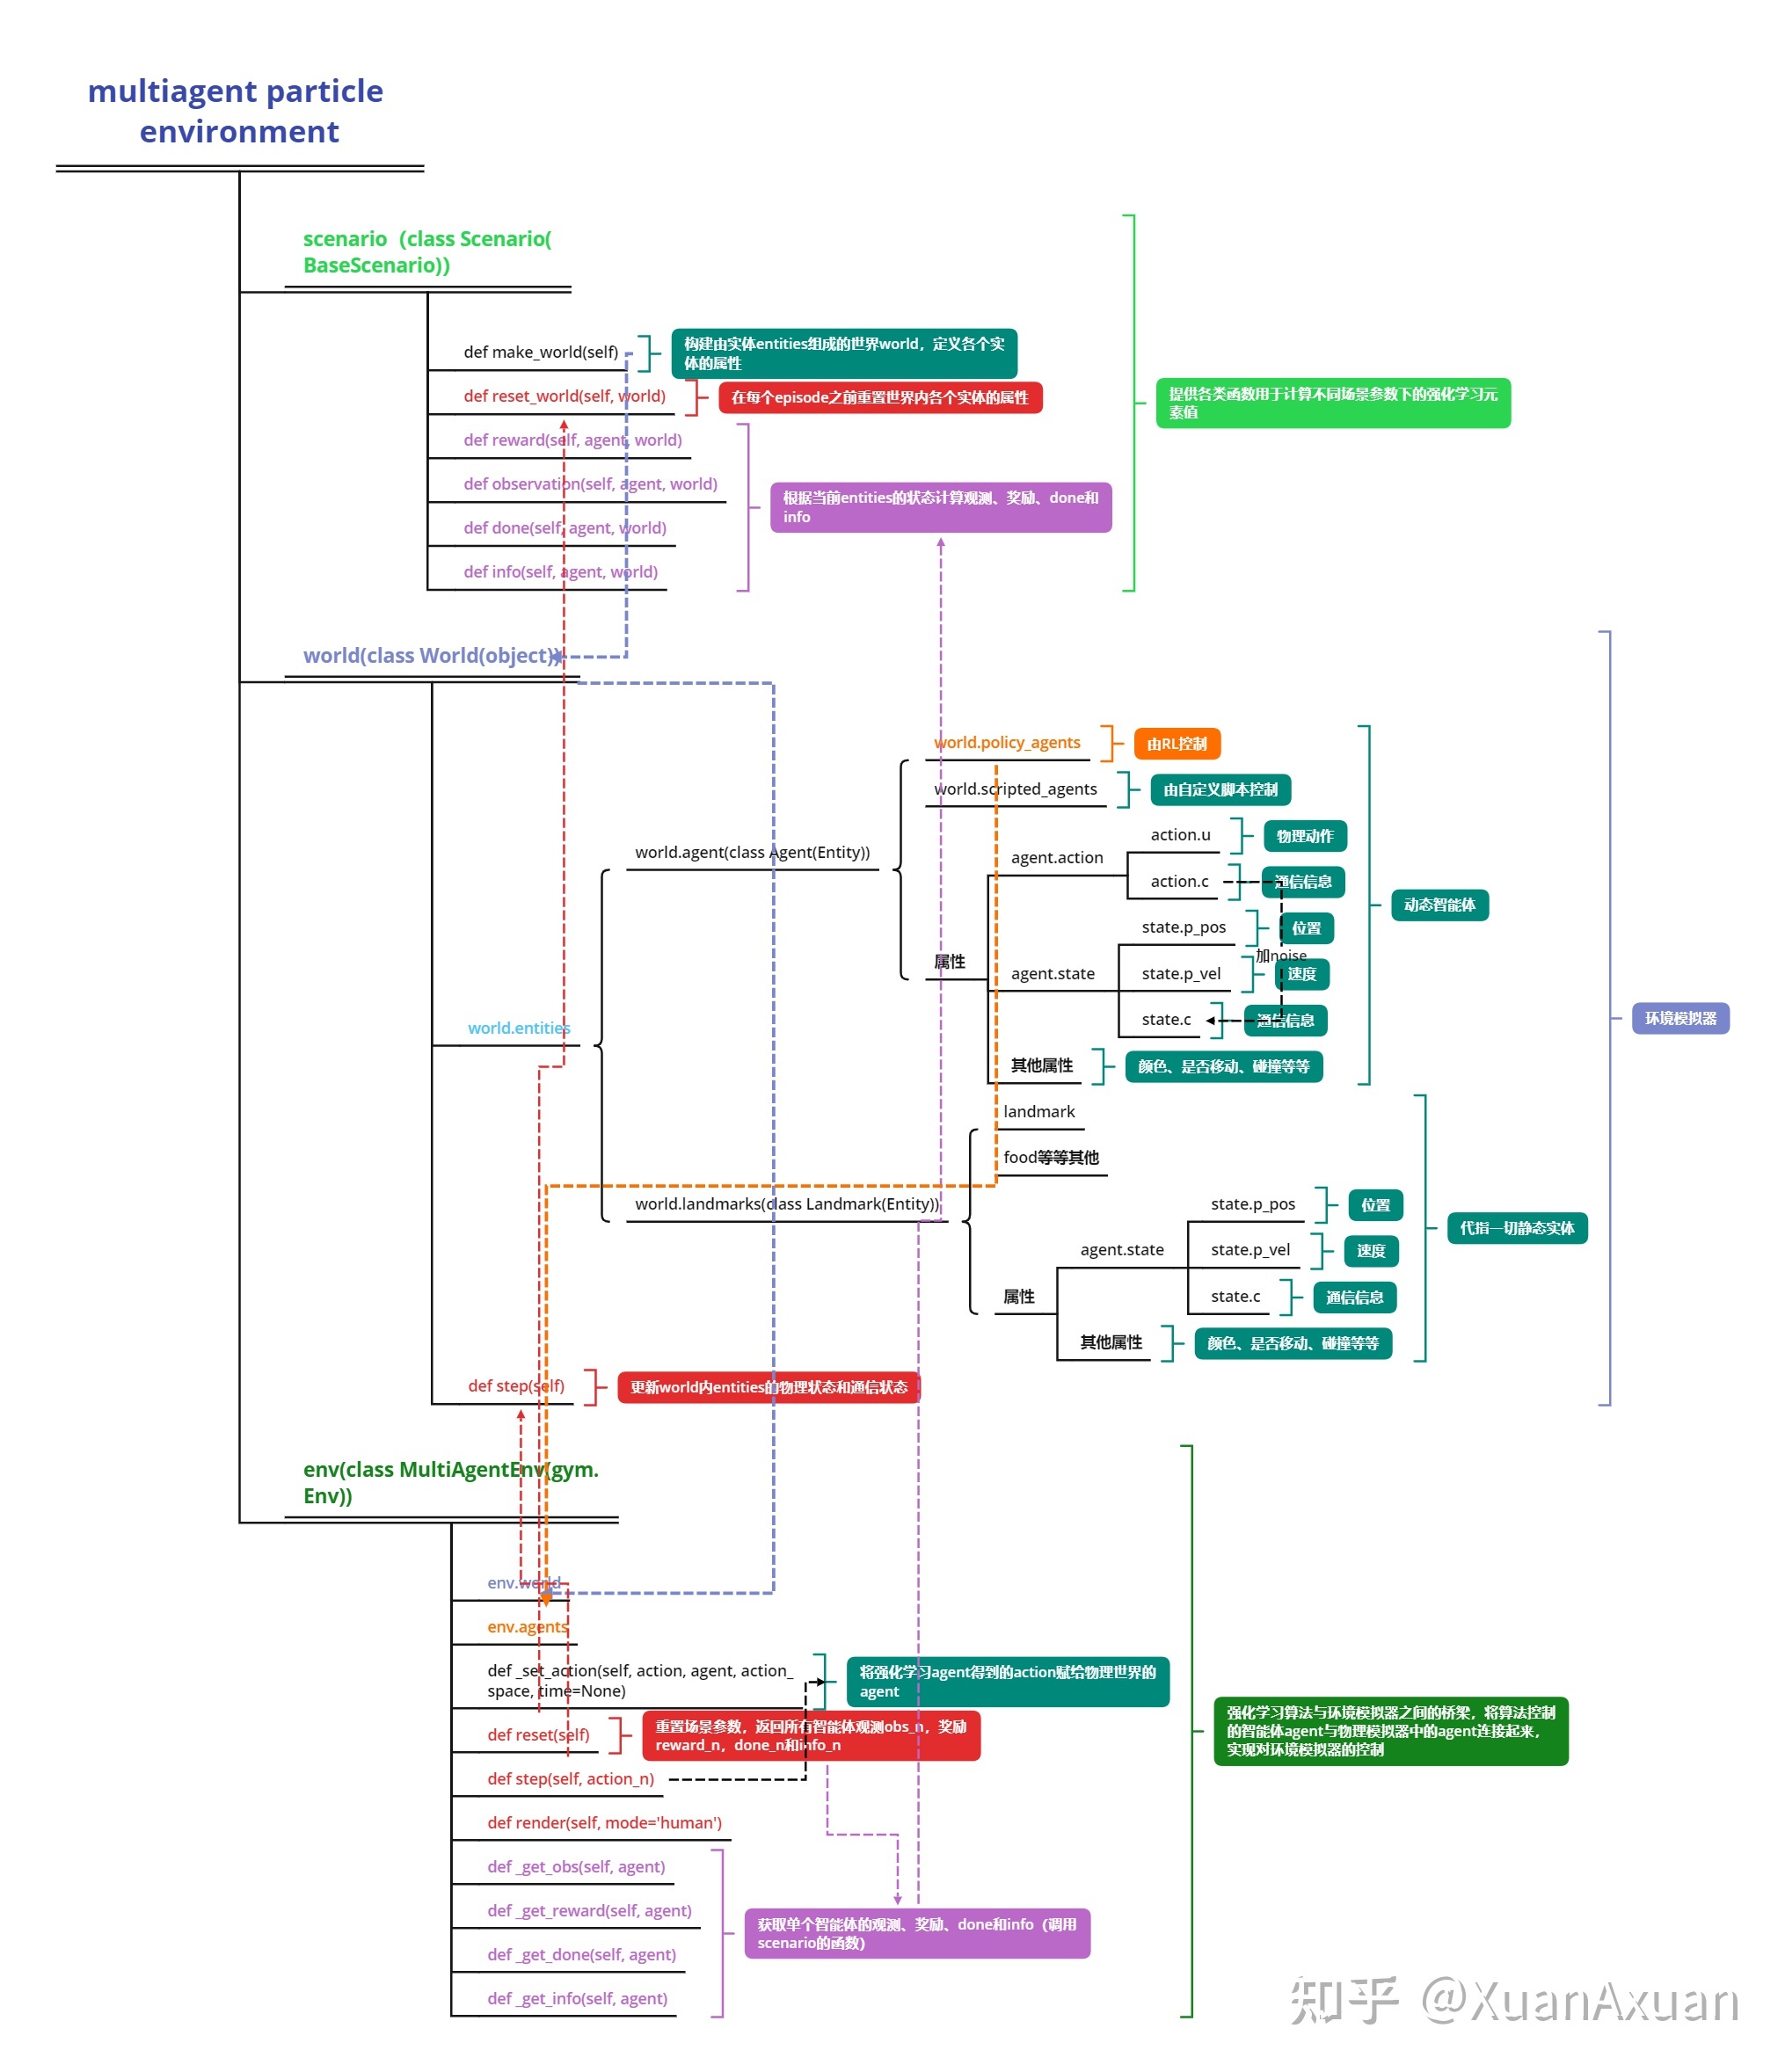 multiagent particle
environment
scenario（class Scenario(
BaseScenario))
def make_world(self)
构建由实体entities组成的世界world，定义各个实
体的属性
def reset_world(self, world)
在每个episode之前重置世界内各个实体的属性
def reward(self, agent, world)
def observation(self, agent, world)
def done(self, agent, world)
def info(self, agent, world)
根据当前entities的状态计算观测、奖励、done和
info
提供各类函数用于计算不同场景参数下的强化学习元
素值
world(class World(object))
world.entities
world.agent(class Agent(Entity))
world.policy_agents
由RL控制
world.scripted_agents
由自定义脚本控制
属性
agent.action
action.u
物理动作
action.c
通信信息
agent.state
state.p_pos
位置
加noise
state.p_vel
速度
state.c
通信信息
其他属性
颜色、是否移动、碰撞等等
动态智能体
world.landmarks(class Landmark(Entity))
landmark
food等等其他
属性
agent.state
state.p_pos
位置
state.p_vel
速度
state.c
通信信息
其他属性
颜色、是否移动、碰撞等等
代指一切静态实体
def step(self)
更新world内entities的物理状态和通信状态
环境模拟器
env(class MultiAgentEnv(gym.
Env))
env.world
env.agents
def _set_action(self, action, agent, action_
space, time=None)
将强化学习agent得到的action赋给物理世界的
agent
def reset(self)
重置场景参数，返回所有智能体观测obs_n，奖励
reward_n，done_n和info_n
def step(self, action_n)
def render(self, mode='human')
def _get_obs(self, agent)
def _get_reward(self, agent)
def _get_done(self, agent)
def _get_info(self, agent)
获取单个智能体的观测、奖励、done和info（调用
scenario的函数）
强化学习算法与环境模拟器之间的桥梁，将算法控制
的智能体agent与物理模拟器中的agent连接起来，
实现对环境模拟器的控制
知乎 @XuanAxuan